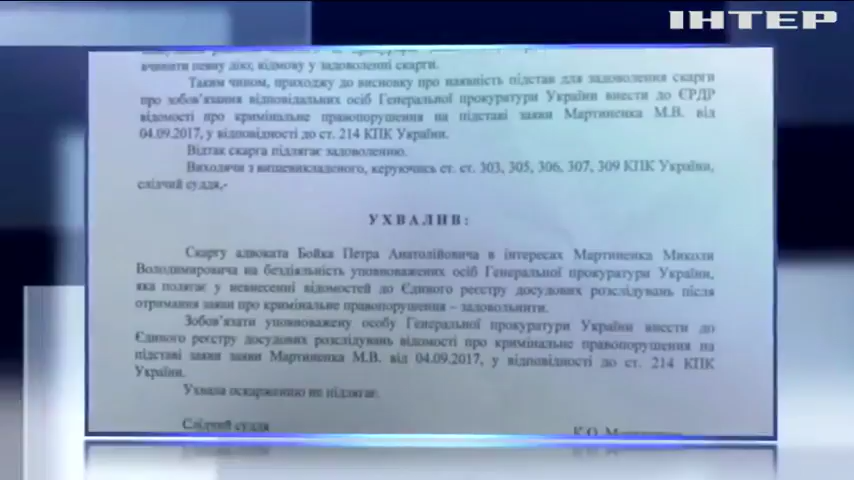 ІНТЕР
вчинити певну дію; відмову у задоволенні скарги.
Таким чином, приходжу до висновку про наявність підстав для задоволення скарги
про зобов'язання відповідальних осіб Генеральної прокуратури України внести до ЄРДР
відомості про кримінальне правопорушення на підставі заяви Мартиненка М.В. від
04.09.2017, у відповідності до ст. 214 КПК України.
Відтак скарга підлягає задоволенню.
Виходячи з вищевикладеного, керуючись ст. ст. 303, 305, 306, 307, 309 КПК України,
слідчий суддя,-
УХВАЛИВ:
Скаргу адвоката Бойка Петра Анатолійовича в інтересах Мартиненка Миколи
Володимировича на бездіяльність уповноважених осіб Генеральної прокуратури України,
яка полягає у невнесенні відомостей до Єдиного реєстру досудових розслідувань після
отримання заяви про кримінальне правопорушення – задовольнити.
Зобов'язати уповноважену особу Генеральної прокуратури України внести до
Єдиного реєстру досудових розслідувань відомості про кримінальне правопорушення на
підставі заяви заяви Мартиненка М.В. від 04.09.2017, у відповідності до ст. 214 КПК
України.
Ухвала оскарженню не підлягає.
Слідчий суддя К.О.